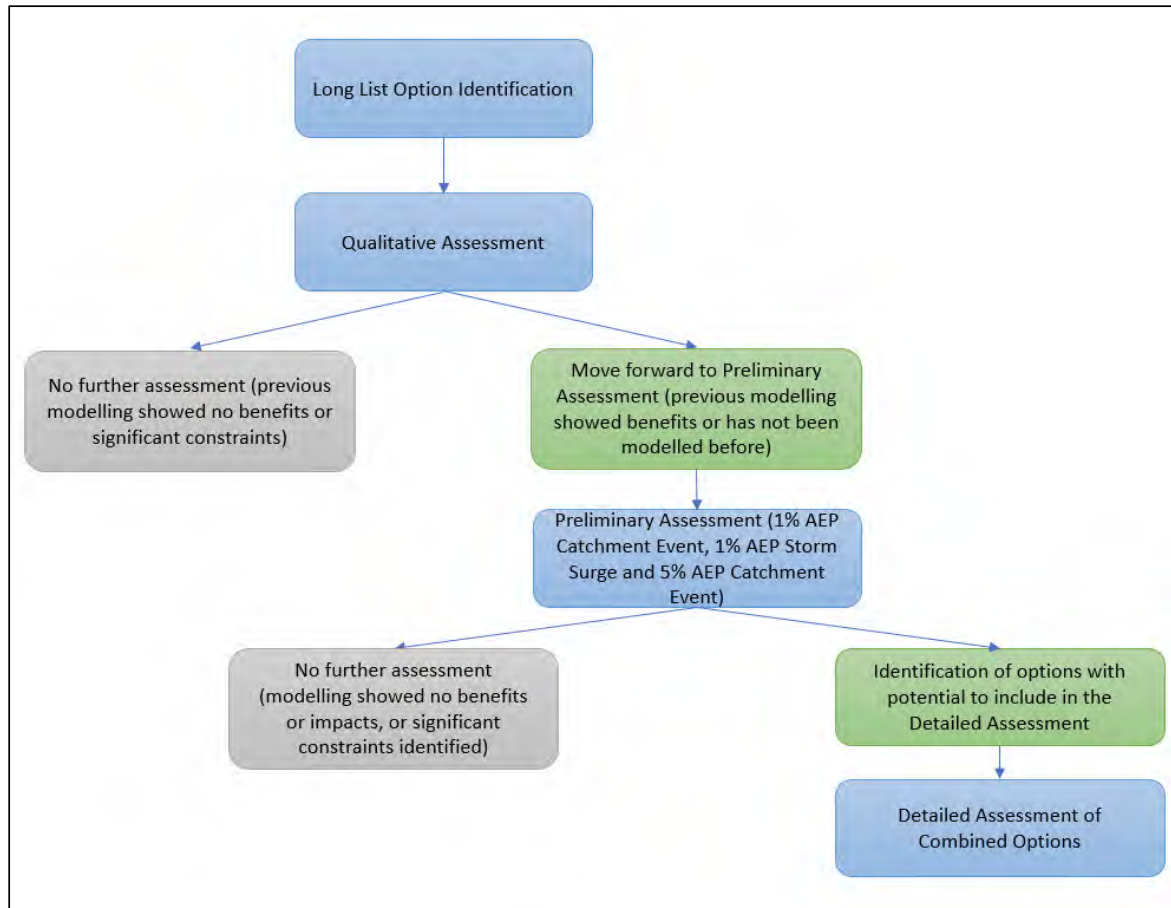 Long List Option Identification
Qualitative Assessment
No further assessment (previous
modelling showed no benefits or
significant constraints)
Move forward to Preliminary
Assessment (previous modelling
showed benefits or has not been
modelled before)
Preliminary Assessment (1% AEP
Catchment Event, 1% AEP Storm
Surge and 5% AEP Catchment
Event)
No further assessment
(modelling showed no benefits
or impacts, or significant
constraints identified)
Identification of options with
potential to include in the
Detailed Assessment
Detailed Assessment of
Combined Options